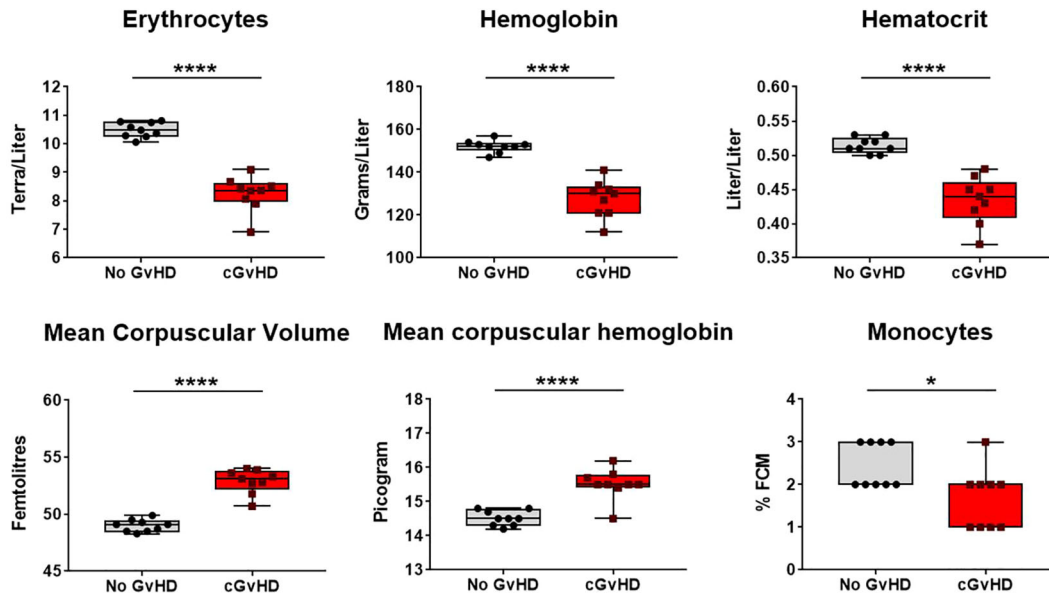 Erythrocytes
****
Terra/Liter
12
11
10
9
8
7
6
No GvHD
cGvHD
Hemoglobin
****
Grams/Liter
180
160
140
120
100
No GvHD
cGvHD
Hematocrit
****
Liter/Liter
0.60
0.55
0.50
0.45
0.40
0.35
No GvHD
cGvHD
Mean Corpuscular Volume
****
Femtolitres
60
55
50
45
No GvHD
cGvHD
Mean corpuscular hemoglobin
****
Picogram
18
17
16
15
14
13
No GvHD
cGvHD
Monocytes
*
% FCM
4
3
2
1
0
No GvHD
cGvHD